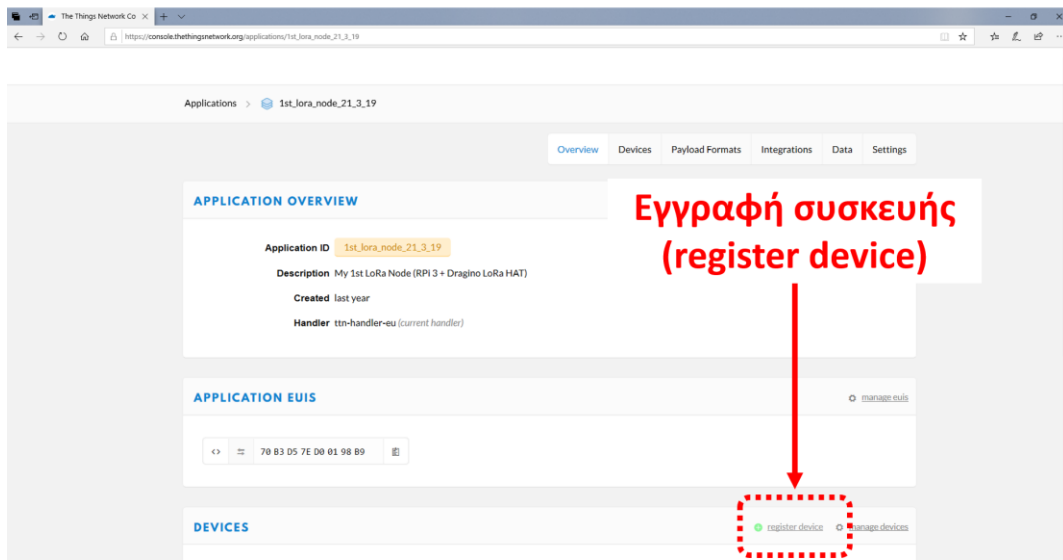 The Things Network Co
https://console.thethingsnetwork.org/applications/1st_lora_node_21_3_19
Applications > 1st_lora_node_21_3_19
Overview Devices Payload Formats Integrations Data Settings
APPLICATION OVERVIEW
Application ID 1st_lora_node_21_3_19
Description My 1st LoRa Node (RPI 3 + Dragino LoRa HAT)
Created last year
Handler ttn-handler-eu (current handler)
Εγγραφή συσκευής
(register device)
APPLICATION EUIS
manage euis
<> 70 B3 D5 7E D0 01 98 B9
DEVICES
register device manage devices